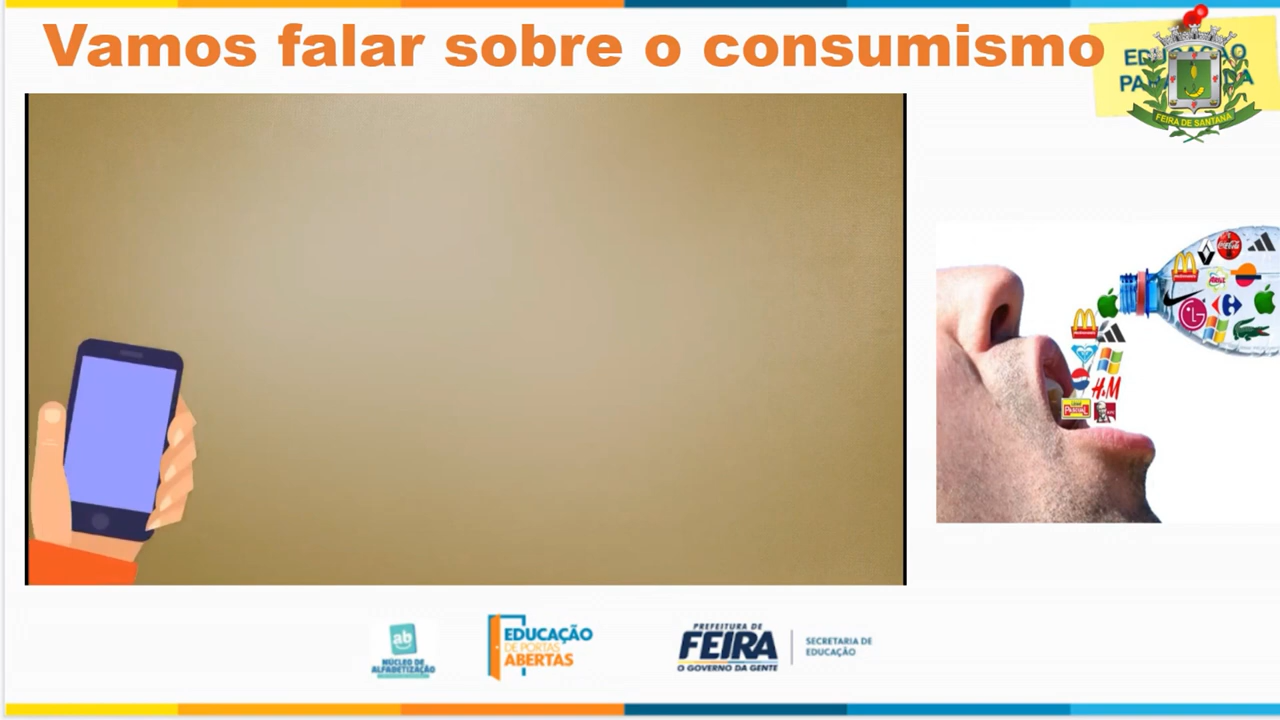 Vamos falar sobre o consumismo
FEIRA DE SANTANA
H&M
LG
ab
NÚCLEO DE
ALFABETIZAÇÃO
EDUCAÇÃO
DE PORTAS
ABERTAS
PREFEITURA DE
FEIRA
O GOVERNO DA GENTE
SECRETARIA DE
EDUCAÇÃO